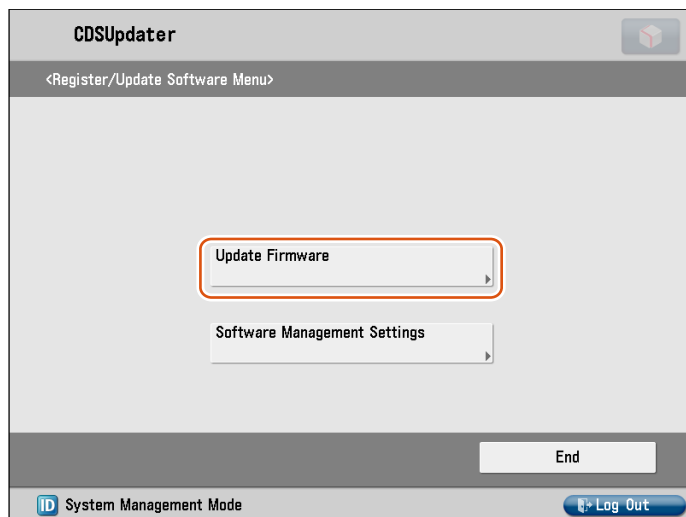 CDSUpdater
<Register/Update Software Menu>
Update Firmware
Software Management Settings
End
ID System Management Mode
Log Out